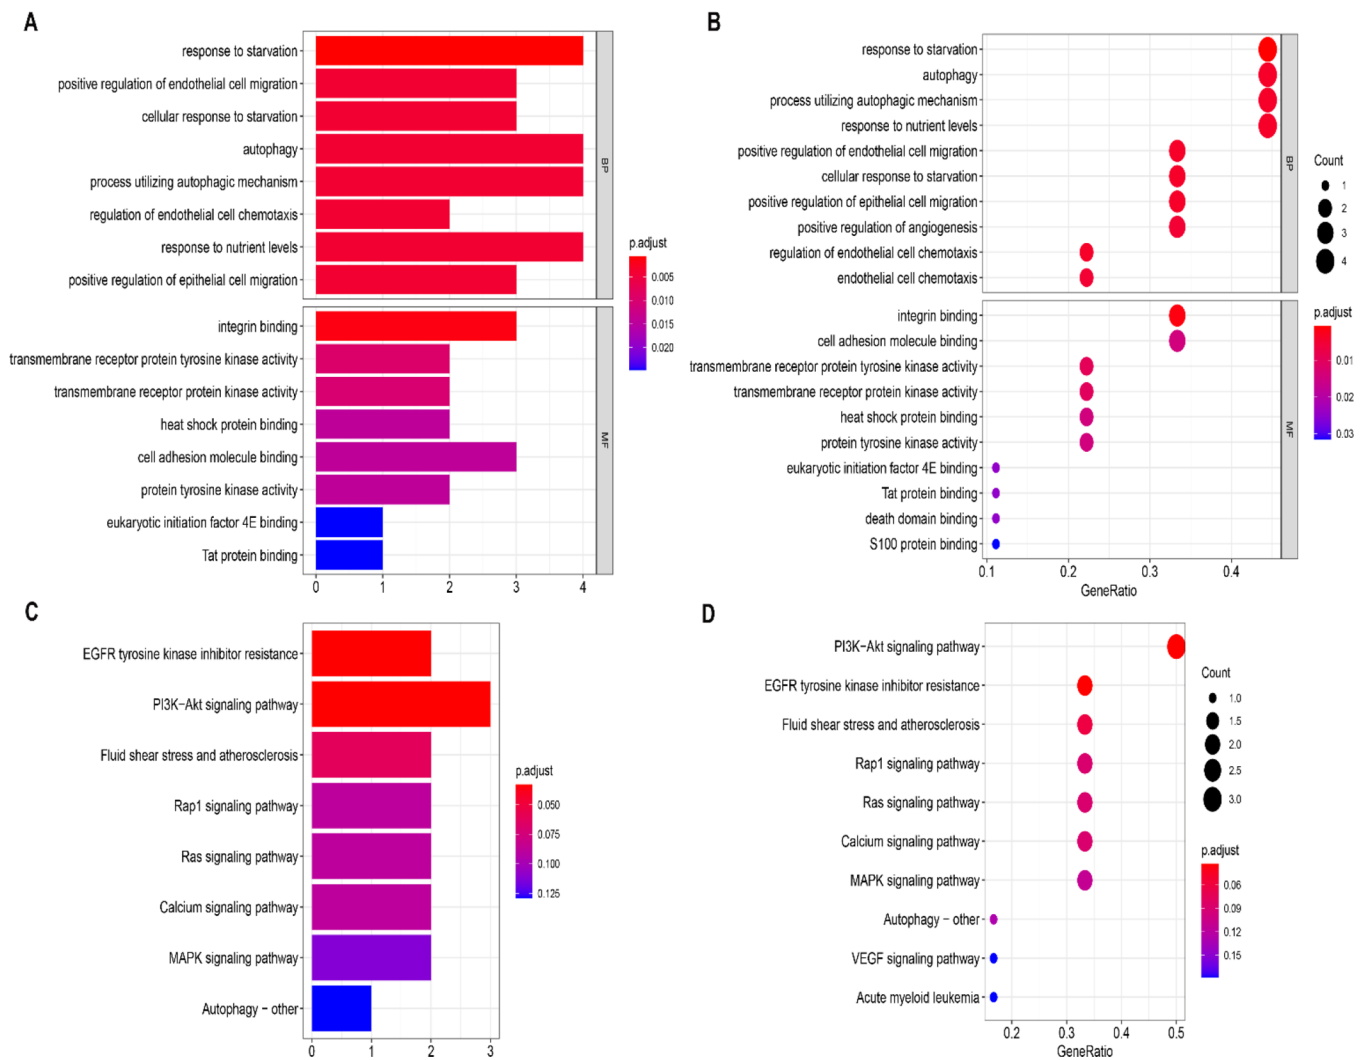 A
response to starvation
positive regulation of endothelial cell migration
cellular response to starvation
autophagy
process utilizing autophagic mechanism
regulation of endothelial cell chemotaxis
response to nutrient levels
positive regulation of epithelial cell migration
BP
integrin binding
transmembrane receptor protein tyrosine kinase activity
transmembrane receptor protein kinase activity
heat shock protein binding
cell adhesion molecule binding
protein tyrosine kinase activity
eukaryotic initiation factor 4E binding
Tat protein binding
MF
0 1 2 3 4
p.adjust
0.005
0.010
0.015
0.020
B
response to starvation
autophagy
process utilizing autophagic mechanism
response to nutrient levels
positive regulation of endothelial cell migration
cellular response to starvation
positive regulation of epithelial cell migration
positive regulation of angiogenesis
regulation of endothelial cell chemotaxis
endothelial cell chemotaxis
BP
integrin binding
cell adhesion molecule binding
transmembrane receptor protein tyrosine kinase activity
transmembrane receptor protein kinase activity
heat shock protein binding
protein tyrosine kinase activity
eukaryotic initiation factor 4E binding
Tat protein binding
death domain binding
S100 protein binding
MF
0.1 0.2 0.3 0.4
GeneRatio
Count
1
2
3
4
p.adjust
0.01
0.02
0.03
C
EGFR tyrosine kinase inhibitor resistance
PI3K−Akt signaling pathway
Fluid shear stress and atherosclerosis
Rap1 signaling pathway
Ras signaling pathway
Calcium signaling pathway
MAPK signaling pathway
Autophagy − other
0 1 2 3
p.adjust
0.050
0.075
0.100
0.125
D
PI3K−Akt signaling pathway
EGFR tyrosine kinase inhibitor resistance
Fluid shear stress and atherosclerosis
Rap1 signaling pathway
Ras signaling pathway
Calcium signaling pathway
MAPK signaling pathway
Autophagy − other
VEGF signaling pathway
Acute myeloid leukemia
0.2 0.3 0.4 0.5
GeneRatio
Count
1.0
1.5
2.0
2.5
3.0
p.adjust
0.06
0.09
0.12
0.15